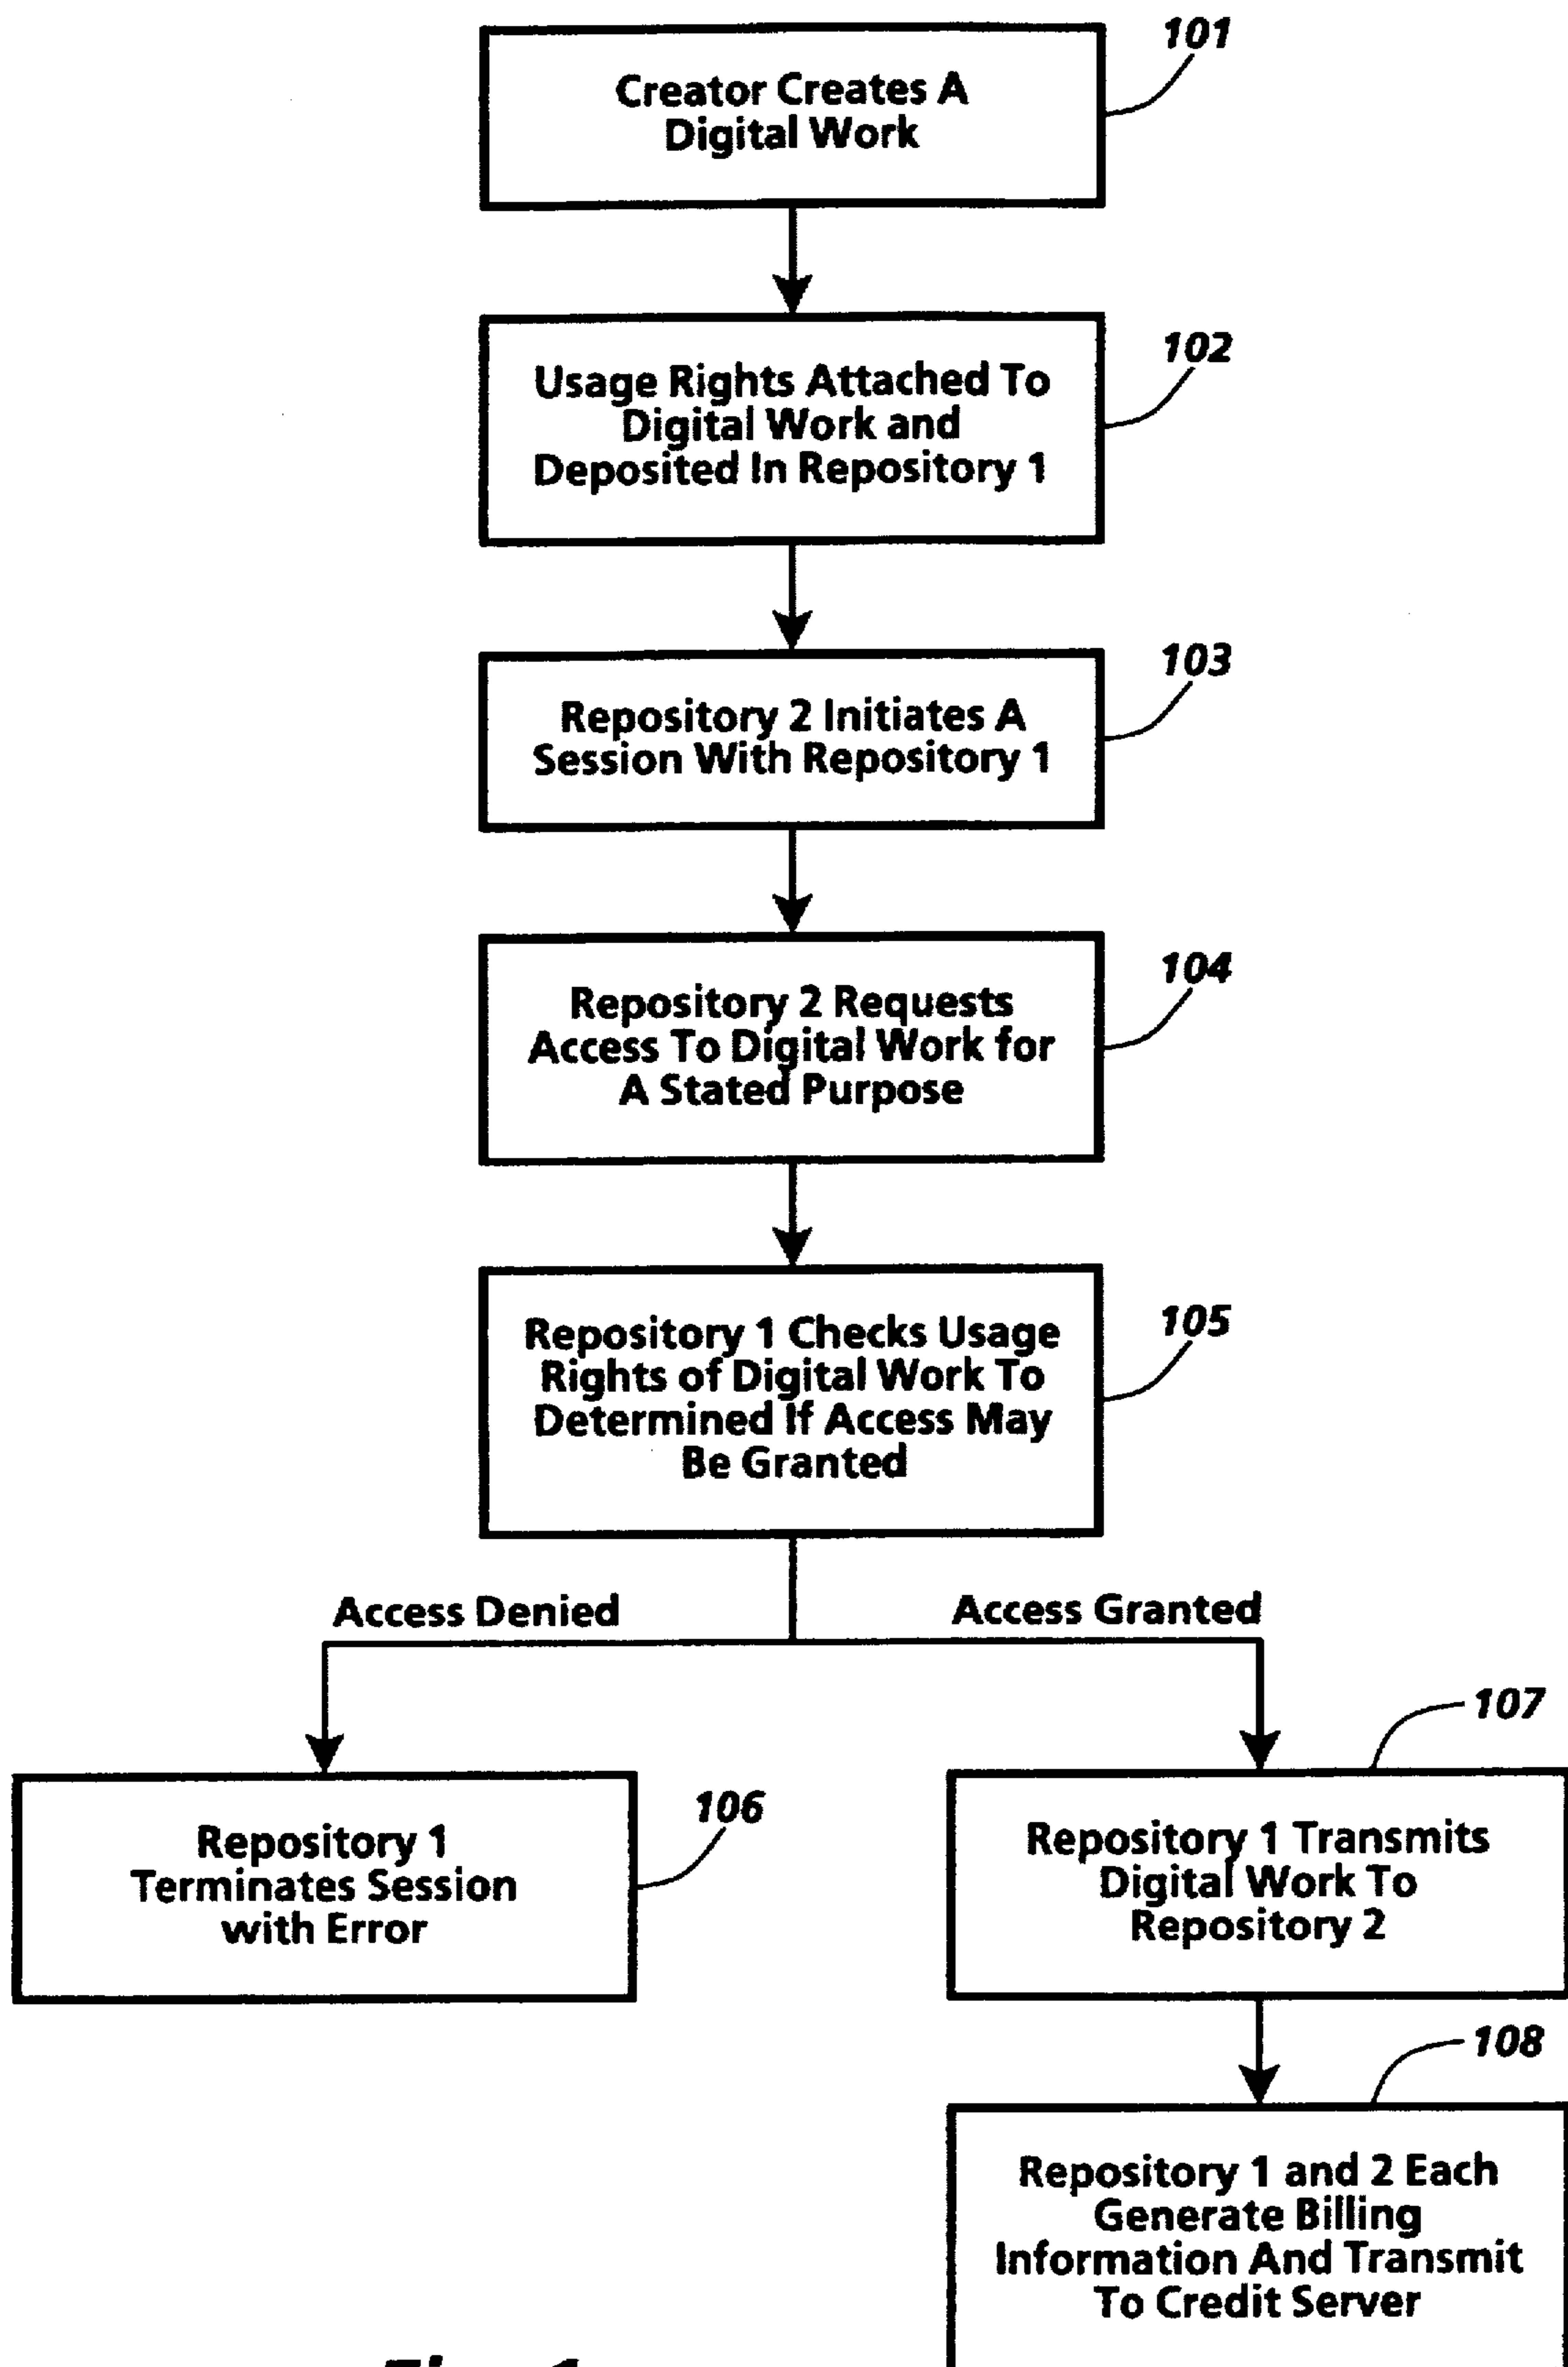 101
Creator Creates A
Digital Work
102
Usage Rights Attached To
Digital Work and
Deposited In Repository 1
103
Repository 2 Initiates A
Session With Repository 1
104
Repository 2 Requests
Access To Digital Work for
A Stated Purpose
105
Repository 1 Checks Usage
Rights of Digital Work To
Determined If Access May
Be Granted
Access Denied
Access Granted
107
106
Repository 1
Terminates Session
with Error
Repository 1 Transmits
Digital Work To
Repository 2
108
Repository 1 and 2 Each
Generate Billing
Information And Transmit
To Credit Server